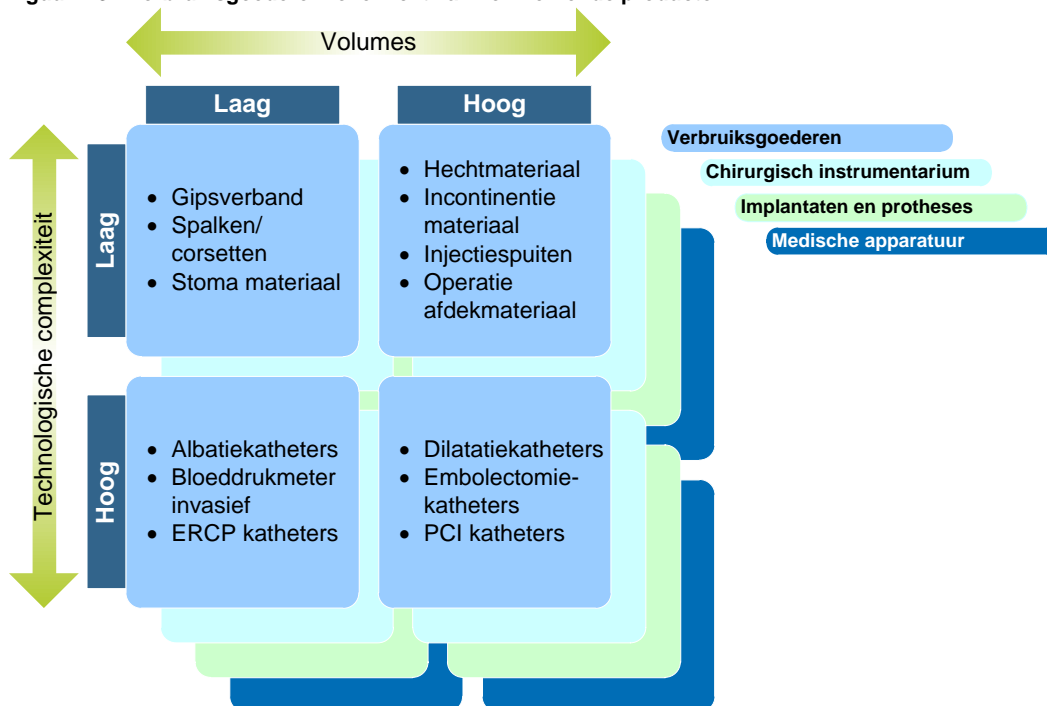 Volumes
Laag
Hoog
Technologische complexiteit
Laag
• Gipsverband
• Spalken/
corsetten
• Stoma materiaal
• Hechtmateriaal
• Incontinentie
materiaal
• Injectiespuiten
• Operatie
afdekmateriaal
Hoog
• Albatiekatheters
• Bloeddrukmeter
invasief
• ERCP katheters
• Dilatatiekatheters
• Embolectomie-
katheters
• PCI katheters
Verbruiksgoederen
Chirurgisch instrumentarium
Implantaten en protheses
Medische apparatuur